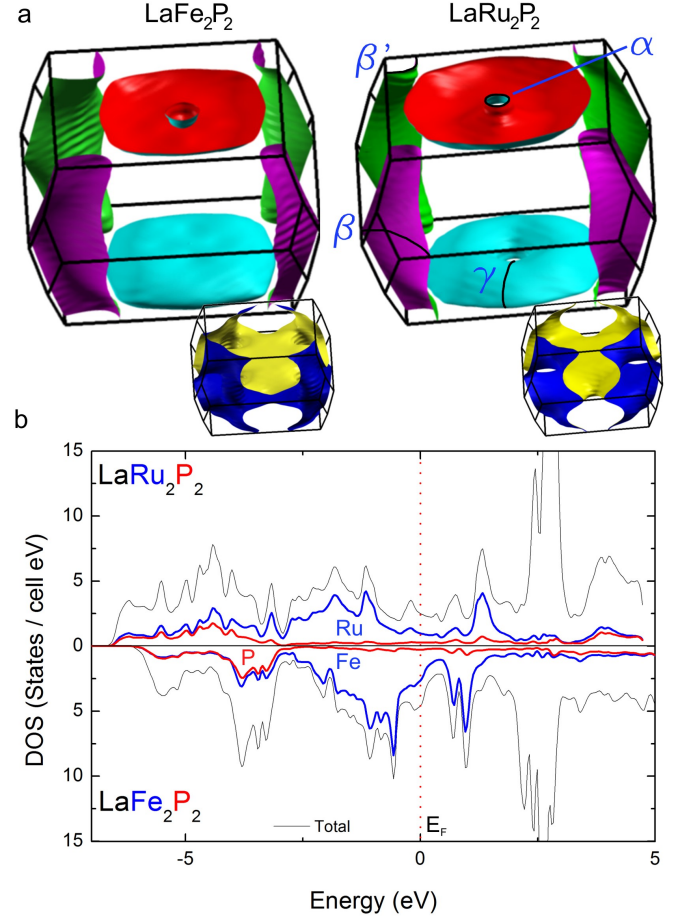 a
LaFe₂P₂
LaRu₂P₂
β'
α
β
γ
b
15
LaRu₂P₂
10
5
Ru
0
P
Fe
5
10
LaFe₂P₂
Total
E_F
15
-5
0
5
DOS (States / cell eV)
Energy (eV)